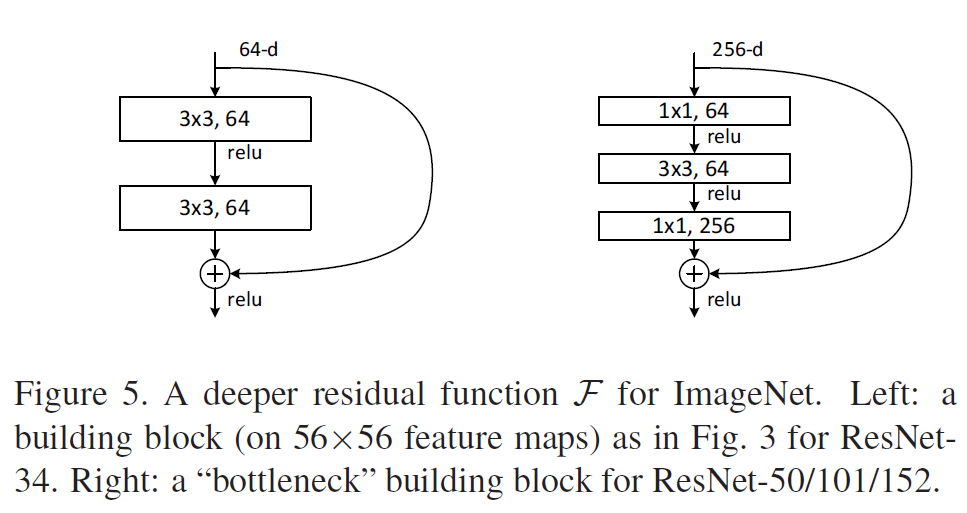 64-d
3x3, 64
relu
3x3, 64
+
relu
256-d
1x1, 64
relu
3x3, 64
relu
1x1, 256
+
relu
Figure 5. A deeper residual function F for ImageNet. Left: a
building block (on 56×56 feature maps) as in Fig. 3 for ResNet-
34. Right: a “bottleneck” building block for ResNet-50/101/152.